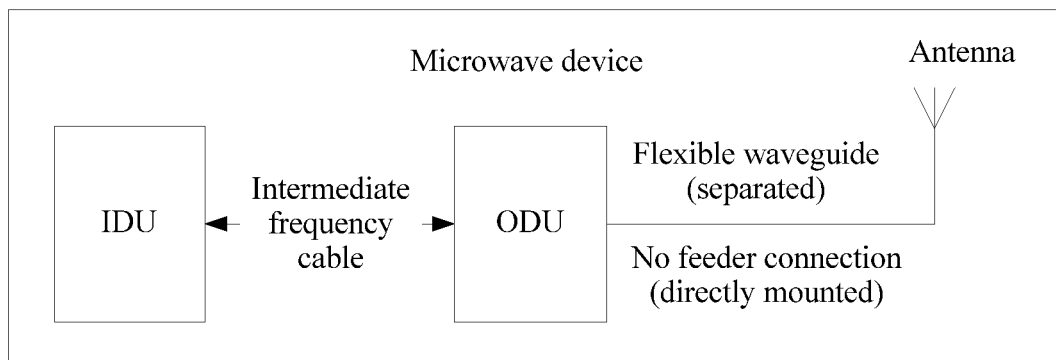 Microwave device
Antenna
Flexible waveguide
(separated)
IDU
Intermediate
frequency
cable
ODU
No feeder connection
(directly mounted)